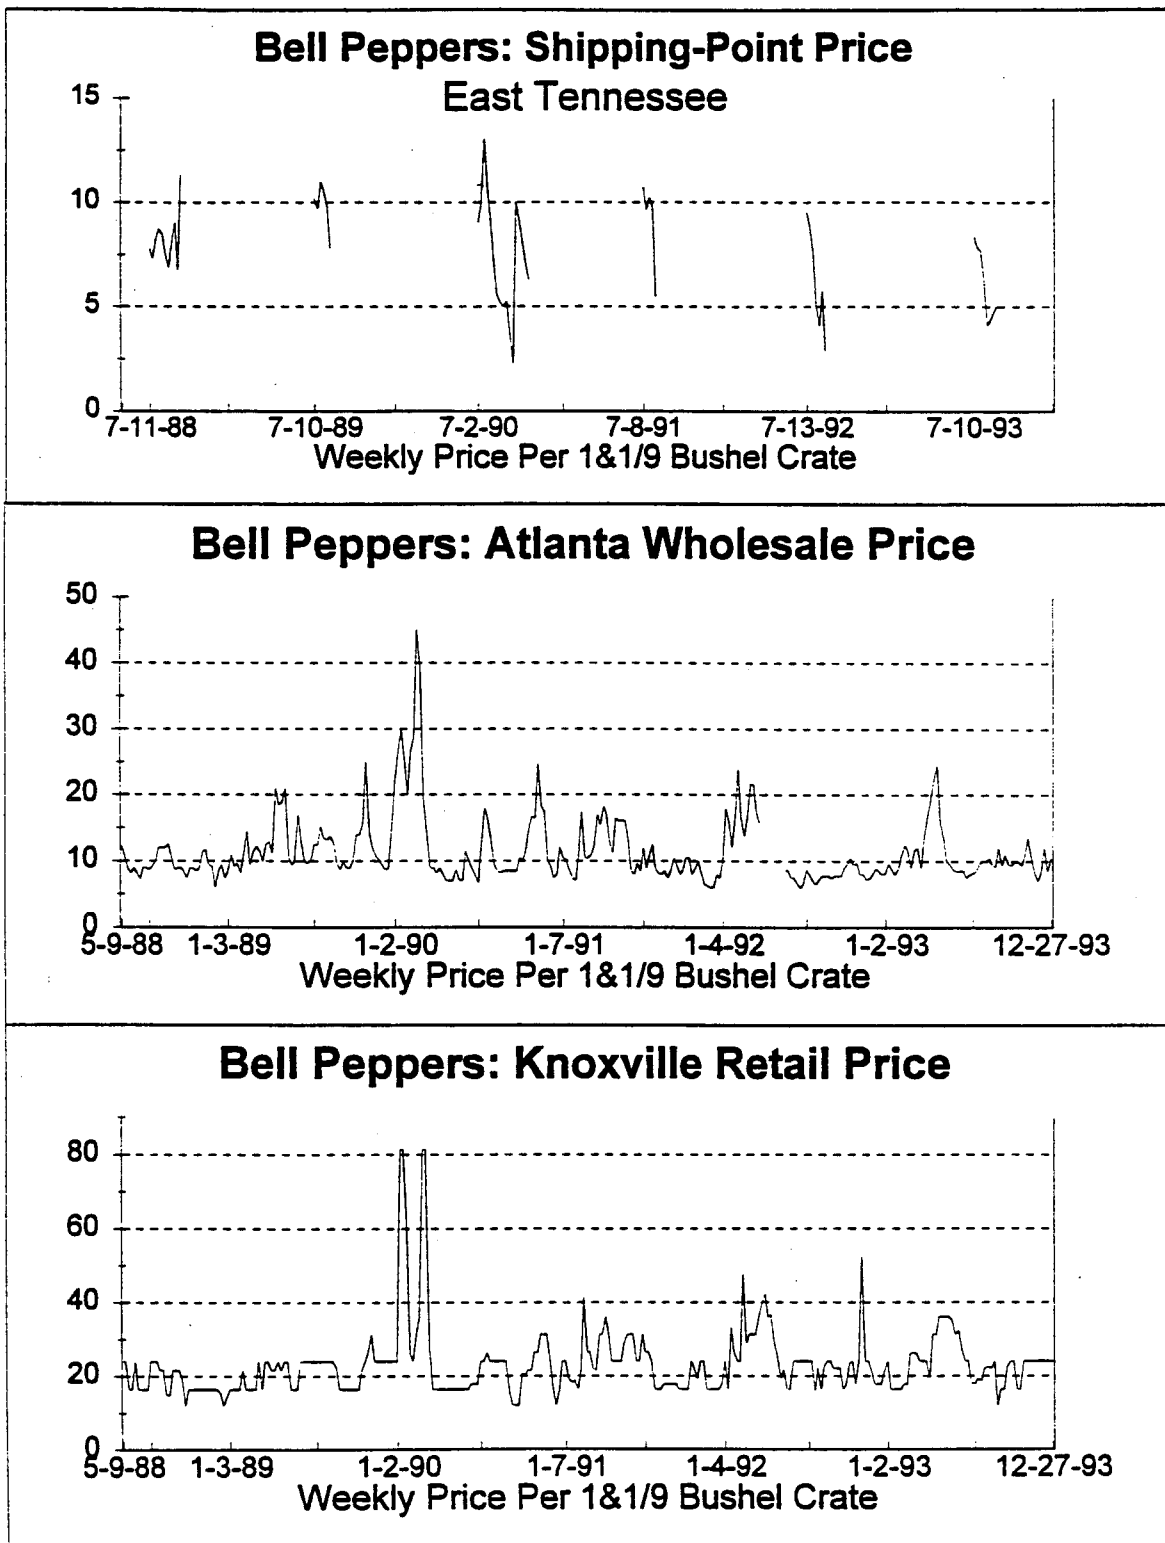 Bell Peppers: Shipping-Point Price
East Tennessee
15
10
5
0
7-11-88 7-10-89 7-2-90 7-8-91 7-13-92 7-10-93
Weekly Price Per 1&1/9 Bushel Crate
Bell Peppers: Atlanta Wholesale Price
50
40
30
20
10
0
5-9-88 1-3-89 1-2-90 1-7-91 1-4-92 1-2-93 12-27-93
Weekly Price Per 1&1/9 Bushel Crate
Bell Peppers: Knoxville Retail Price
80
60
40
20
0
5-9-88 1-3-89 1-2-90 1-7-91 1-4-92 1-2-93 12-27-93
Weekly Price Per 1&1/9 Bushel Crate